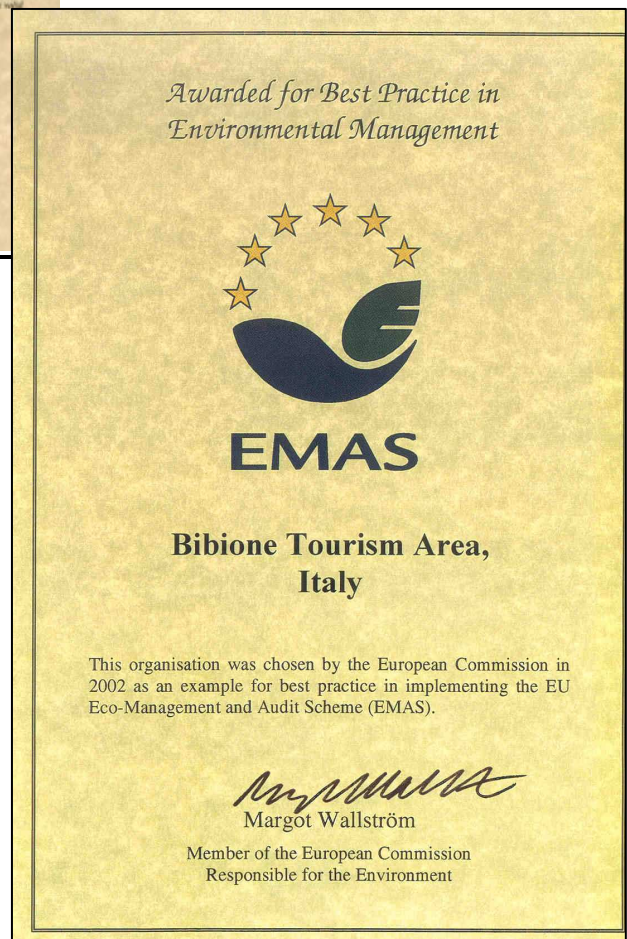 Awarded for Best Practice in
Environmental Management
EMAS
Bibione Tourism Area,
Italy
This organisation was chosen by the European Commission in
2002 as an example for best practice in implementing the EU
Eco-Management and Audit Scheme (EMAS).
Margot Wallström
Member of the European Commission
Responsible for the Environment